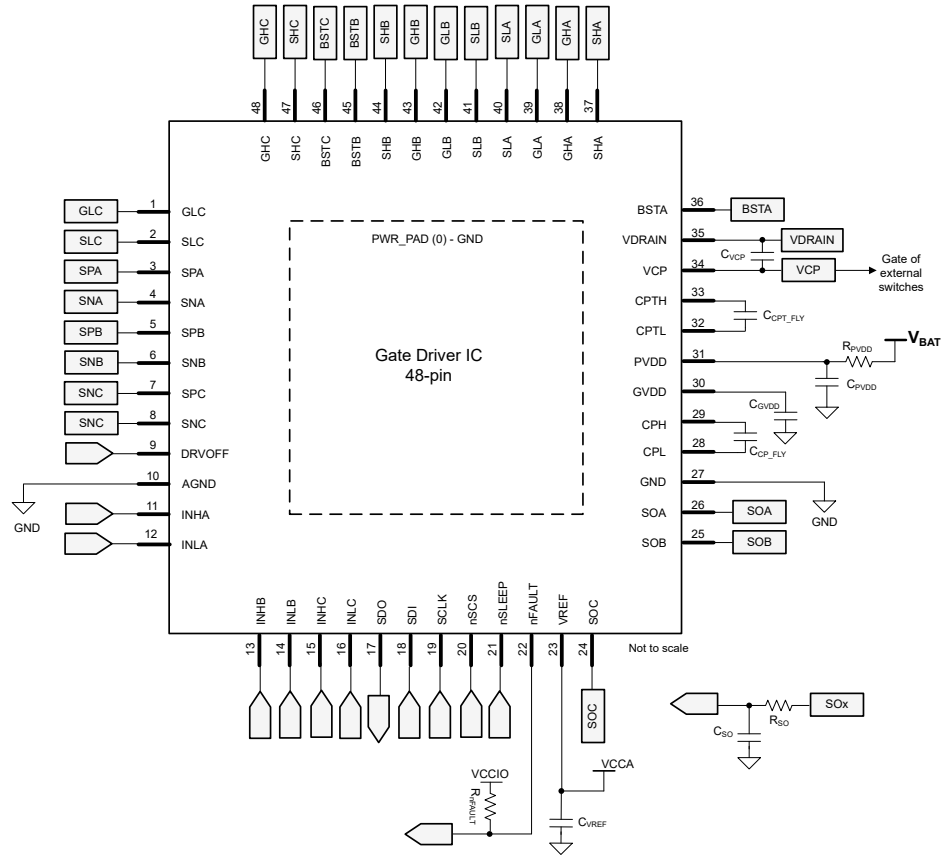 GHC SHC BSTC BSTB SHB GHB GLB SLB SLA GLA GHA SHA
48 47 46 45 44 43 42 41 40 39 38 37
GHC SHC BSTC BSTB SHB GHB GLB SLB SLA GLA GHA SHA
GLC 1 GLC
SLC 2 SLC
SPA 3 SPA
SNA 4 SNA
SPB 5 SPB
SNB 6 SNB
SNC 7 SPC
SNC 8 SNC
9 DRVOFF
10 AGND
GND
11 INHA
12 INLA
PWR_PAD (0) - GND
Gate Driver IC
48-pin
BSTA 36 BSTA
VDRAIN 35 VDRAIN
CVCP
VCP 34 VCP
Gate of
external
switches
CPTH 33
CCPT_FLY
CPTL 32
PVDD 31
RPVDD
VBAT
CPVDD
GVDD 30
CGVDD
CPH 29
CPL 28
CCP_FLY
GND 27
GND
SOA 26 SOA
SOB 25 SOB
INHB INLB INHC INLC SDO SDI SCLK nSCS nSLEEP nFAULT VREF SOC
13 14 15 16 17 18 19 20 21 22 23 24
Not to scale
SOC
RSO
SOx
CSO
VCCIO
RnFAULT
VCCA
CVREF